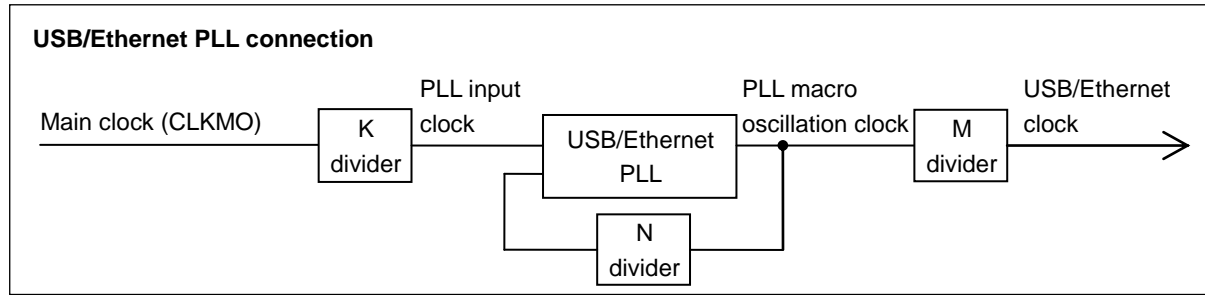 USB/Ethernet PLL connection
Main clock (CLKMO)
K
divider
PLL input
clock
USB/Ethernet
PLL
N
divider
PLL macro
oscillation clock
M
divider
USB/Ethernet
clock